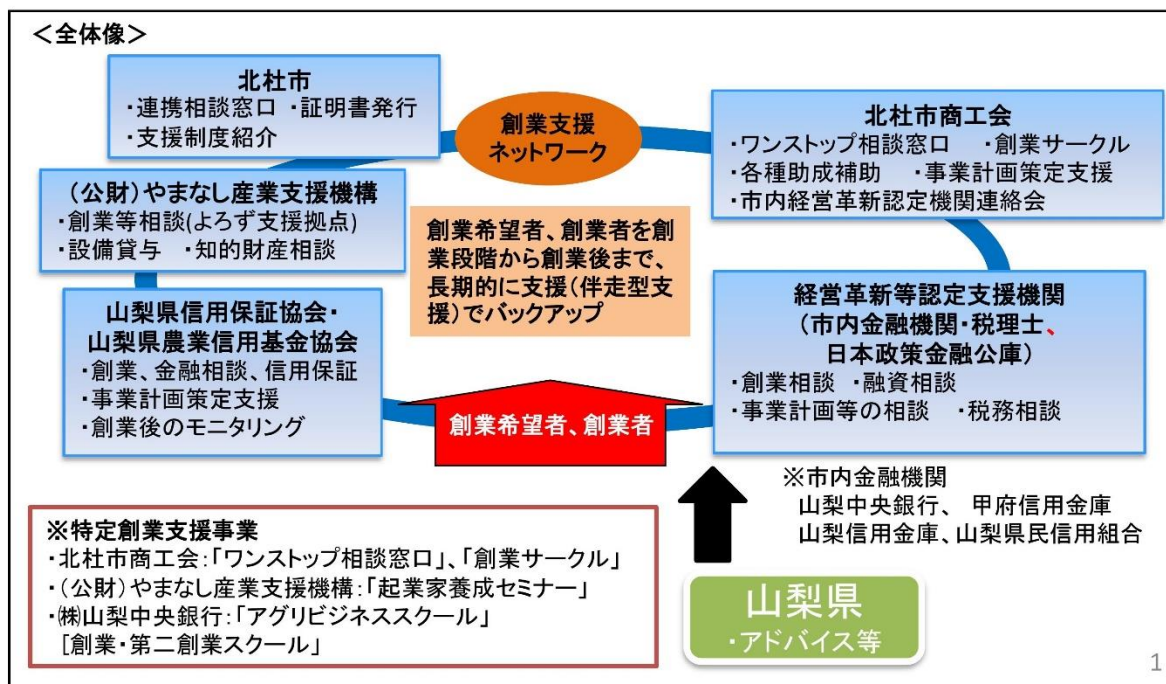 ＜全体像＞
北杜市
・連携相談窓口 ・証明書発行
・支援制度紹介
創業支援
ネットワーク
北杜市商工会
・ワンストップ相談窓口 ・創業サークル
・各種助成補助 ・事業計画策定支援
・市内経営革新認定機関連絡会
（公財）やまなし産業支援機構
・創業等相談(よろず支援拠点)
・設備貸与 ・知的財産相談
創業希望者、創業者を創
業段階から創業後まで、
長期的に支援（伴走型支
援）でバックアップ
山梨県信用保証協会・
山梨県農業信用基金協会
・創業、金融相談、信用保証
・事業計画策定支援
・創業後のモニタリング
経営革新等認定支援機関
（市内金融機関・税理士、
日本政策金融公庫）
・創業相談 ・融資相談
・事業計画等の相談 ・税務相談
創業希望者、創業者
※市内金融機関
山梨中央銀行、 甲府信用金庫
山梨信用金庫、山梨県民信用組合
※特定創業支援事業
・北杜市商工会：「ワンストップ相談窓口」、「創業サークル」
・（公財）やまなし産業支援機構：「起業家養成セミナー」
・㈱山梨中央銀行：「アグリビジネススクール」
［創業・第二創業スクール」
山梨県
・アドバイス等
1